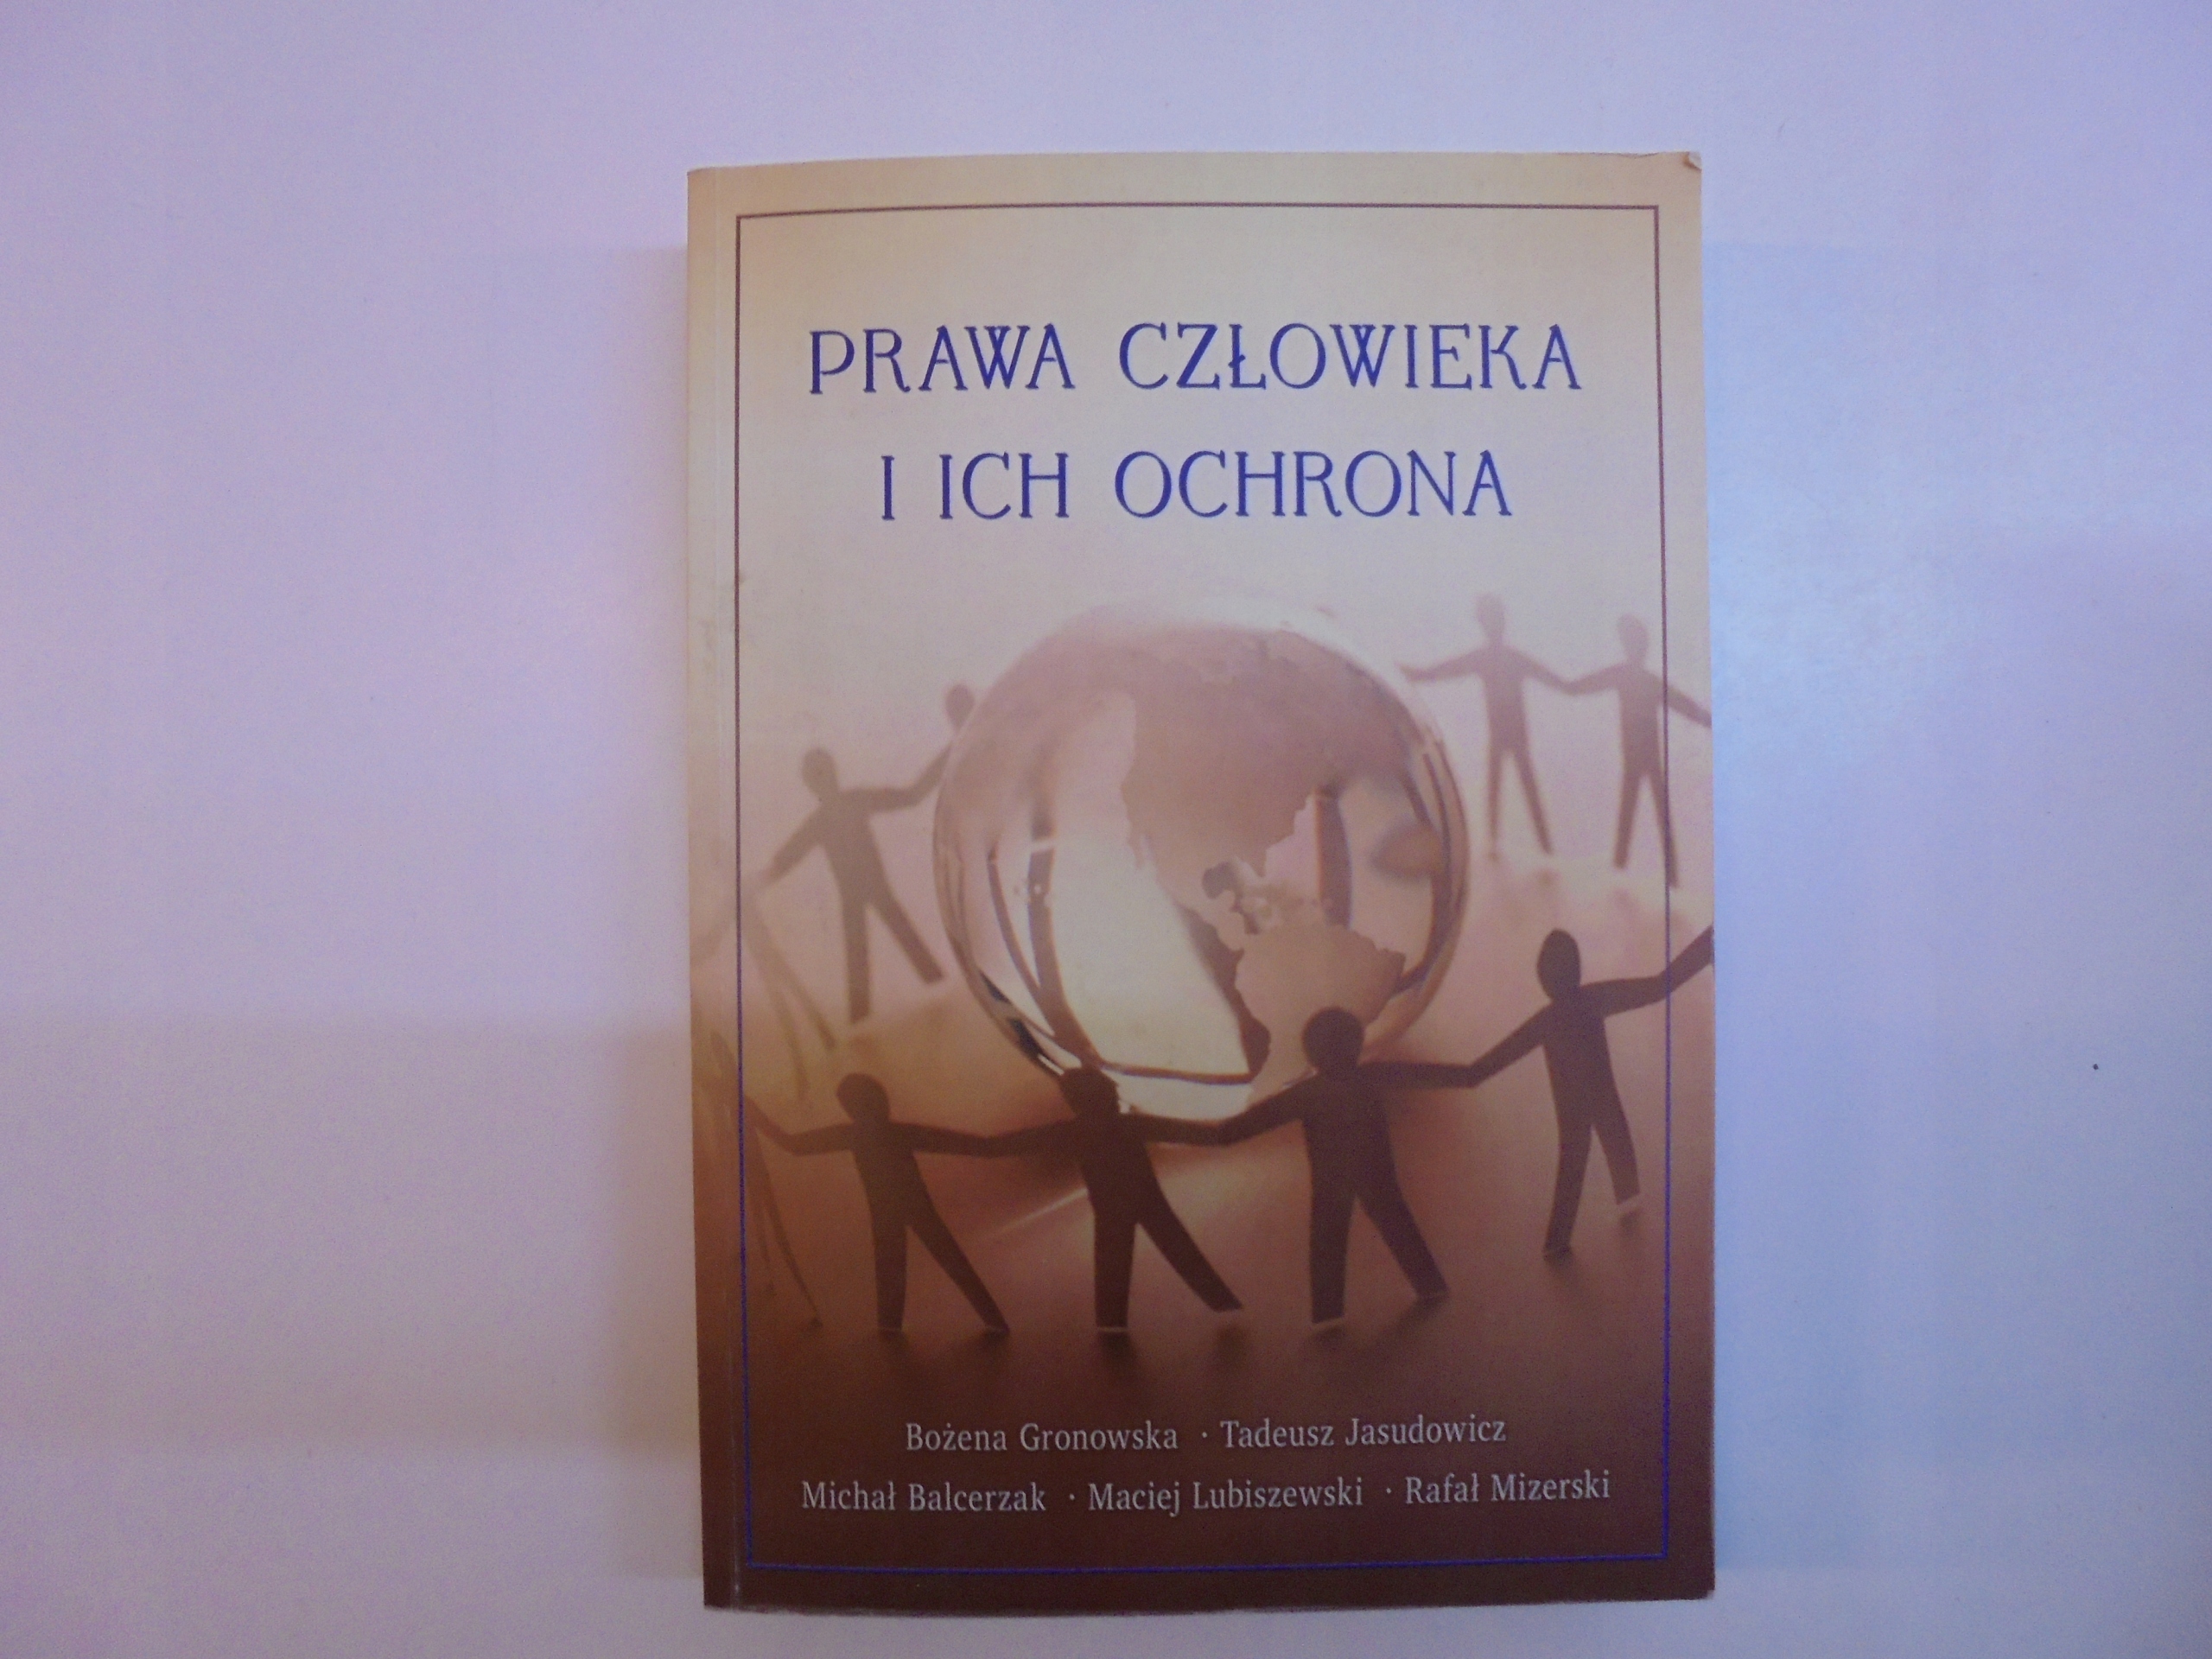 PRAWA CZŁOWIEKA
I ICH OCHRONA
Bożena Gronowska · Tadeusz Jasudowicz
Michał Balcerzak · Maciej Lubiszewski · Rafał Mizerski